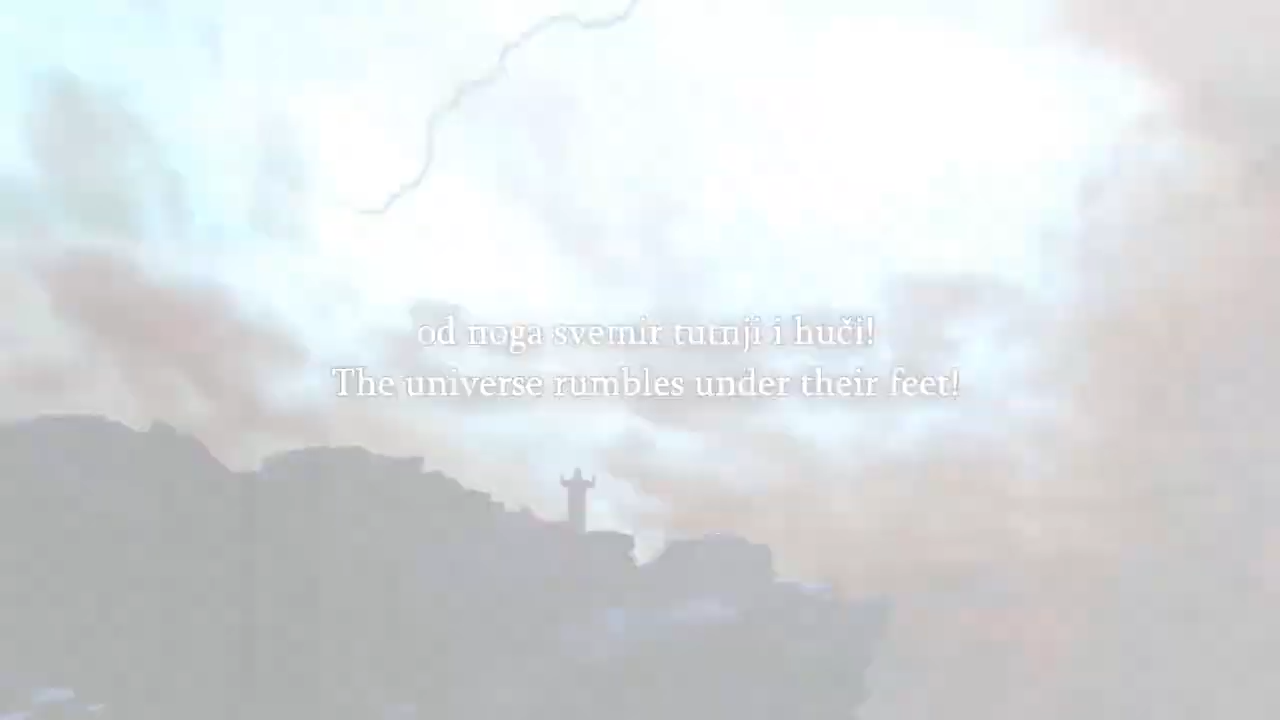 od noga svemir tutnji i huči!
The universe rumbles under their feet!